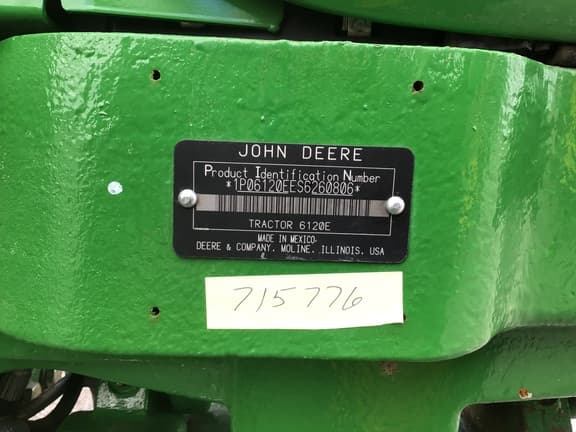 JOHN DEERE
Product Identification Number
*1P06120EES6260806*
TRACTOR 6120E
MADE IN MEXICO-
DEERE & COMPANY. MOLINE. ILLINOIS. USA
715776